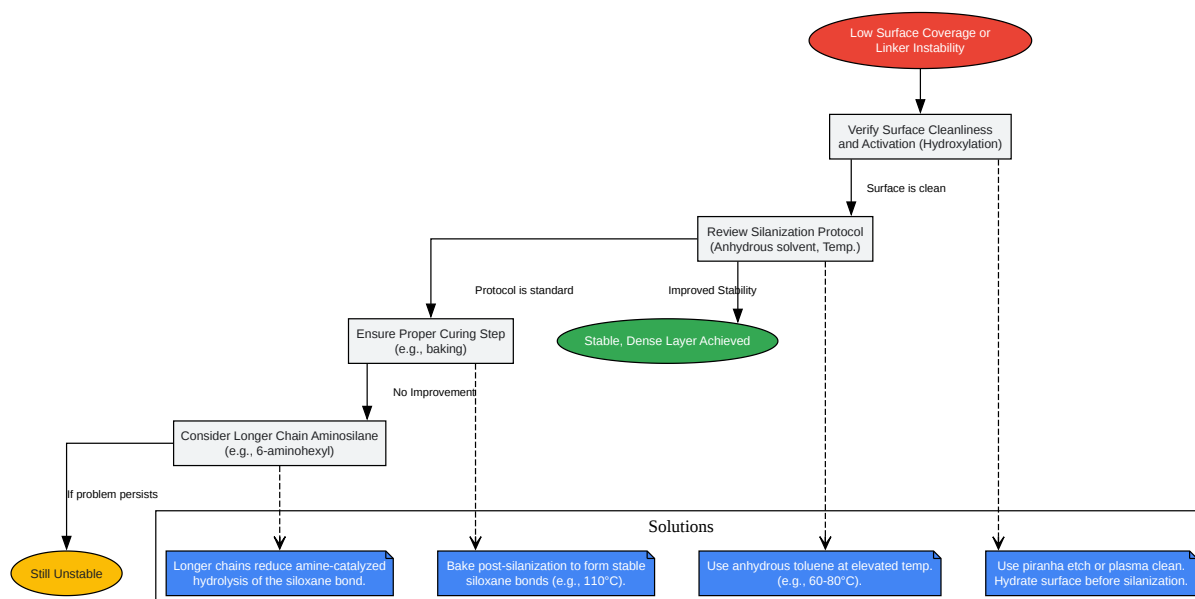 Low Surface Coverage or
Linker Instability
Verify Surface Cleanliness
and Activation (Hydroxylation)
Surface is clean
Review Silanization Protocol
(Anhydrous solvent, Temp.)
Protocol is standard
Improved Stability
Ensure Proper Curing Step
(e.g., baking)
Stable, Dense Layer Achieved
No Improvement
Consider Longer Chain Aminosilane
(e.g., 6-aminohexyl)
If problem persists
Solutions
Still Unstable
Longer chains reduce amine-catalyzed
hydrolysis of the siloxane bond.
Bake post-silanization to form stable
siloxane bonds (e.g., 110°C).
Use anhydrous toluene at elevated temp.
(e.g., 60-80°C).
Use piranha etch or plasma clean.
Hydrate surface before silanization.